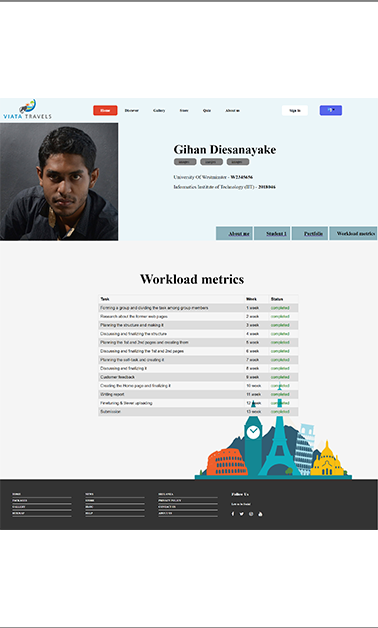 VIATA TRAVELS
Home Discover Gallery Store Quiz About us Sign In
Gihan Diesanayake
University Of Westminster - W2345656
Informatics Institute of Technology (IIT) - 2018046
About me Student 1 Portfolio Workload metrics
Workload metrics
Task Week Status
Forming a group and dividing the task among group members 1 week completed
Research about the former web pages 2 week completed
Planning the structure and making it 3 week completed
Discussing and finalizing the structure 4 week completed
Planning the 1st and 2nd pages and creating them 5 week completed
Discussing and finalizing the 1st and 2nd pages 6 week completed
Planning the self-task and creating it 7 week completed
Discussing and finalizing it 8 week completed
Customer feedback 9 week completed
Creating the Home page and finalizing it 10 week completed
Writing report 11 week completed
Finetuning & Server uploading 12 week completed
Submission 13 week completed
Follow Us
HOME NEWS
PACKAGES STORE PRIVACY POLICY
GALLERY BLOG CONTACT US
HELP ABOUT US